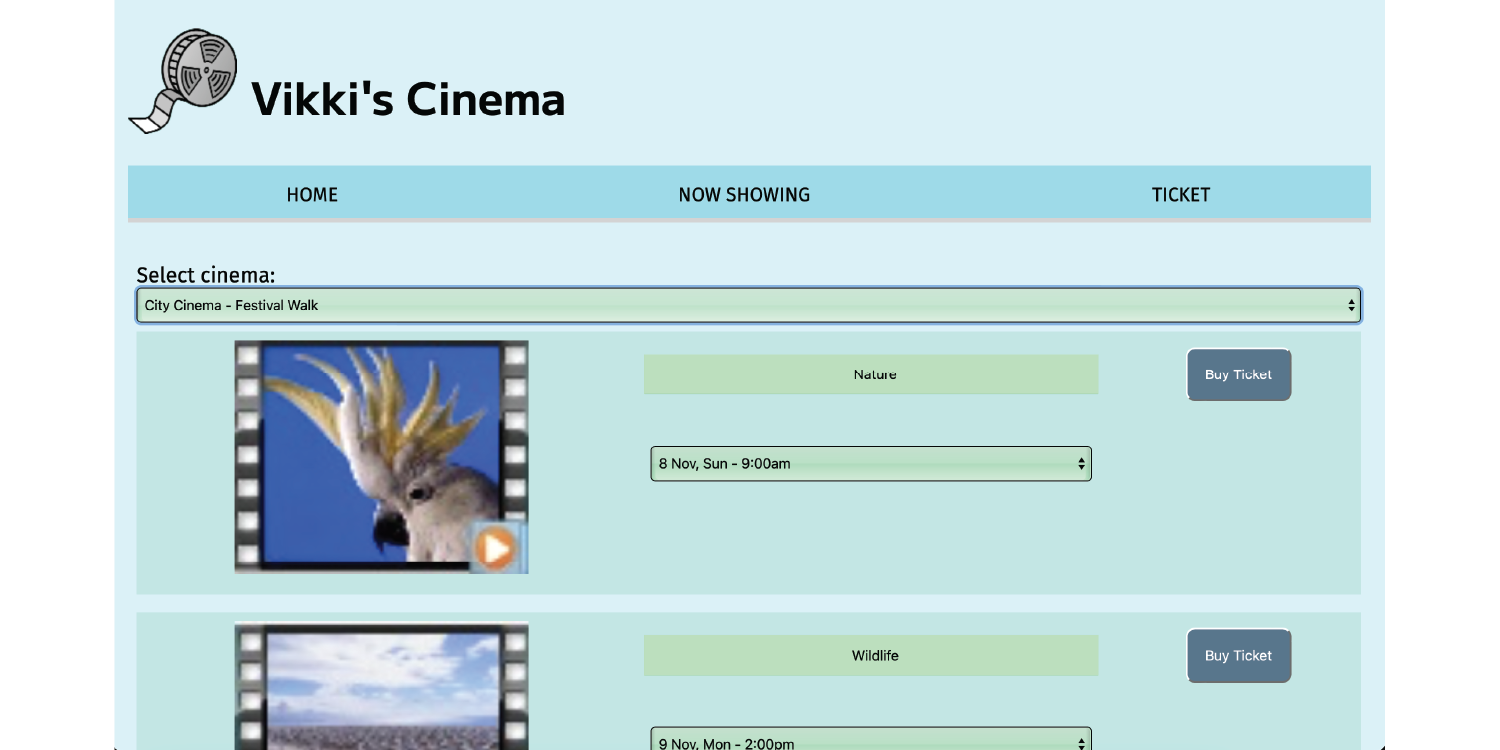 Vikki's Cinema
HOME
NOW SHOWING
TICKET
Select cinema:
City Cinema - Festival Walk
Nature
Buy Ticket
8 Nov, Sun - 9:00am
Wildlife
Buy Ticket
9 Nov, Mon - 2:00pm